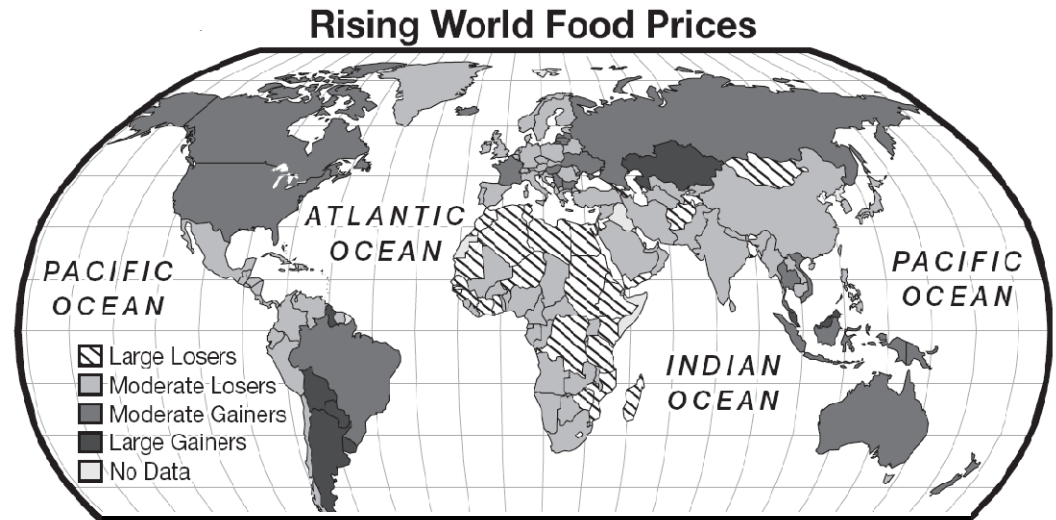 Rising World Food Prices
ATLANTIC
OCEAN
PACIFIC
OCEAN
PACIFIC
OCEAN
INDIAN
OCEAN
Large Losers
Moderate Losers
Moderate Gainers
Large Gainers
No Data